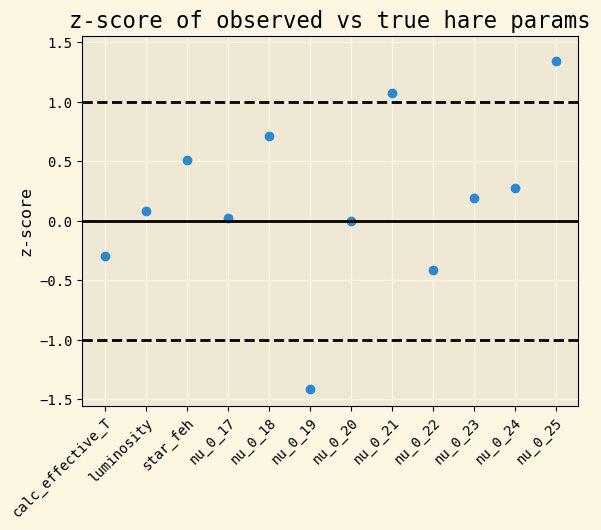 z-score of observed vs true hare params
z-score
1.5
1.0
0.5
0.0
−0.5
−1.0
−1.5
calc_effective_T
luminosity
star_feh
nu_0_17
nu_0_18
nu_0_19
nu_0_20
nu_0_21
nu_0_22
nu_0_23
nu_0_24
nu_0_25